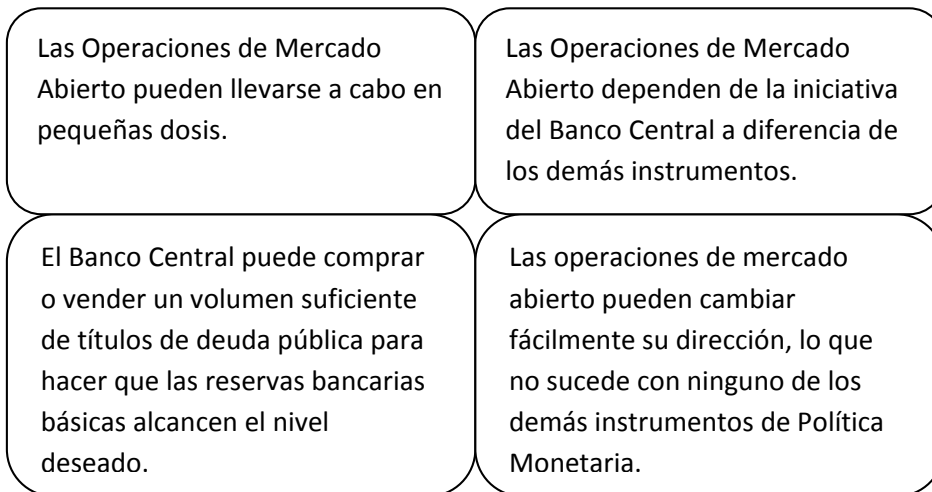 Las Operaciones de Mercado
Abierto pueden llevarse a cabo en
pequeñas dosis.
Las Operaciones de Mercado
Abierto dependen de la iniciativa
del Banco Central a diferencia de
los demás instrumentos.
El Banco Central puede comprar
o vender un volumen suficiente
de títulos de deuda pública para
hacer que las reservas bancarias
básicas alcancen el nivel
deseado.
Las operaciones de mercado
abierto pueden cambiar
fácilmente su dirección, lo que
no sucede con ninguno de los
demás instrumentos de Política
Monetaria.